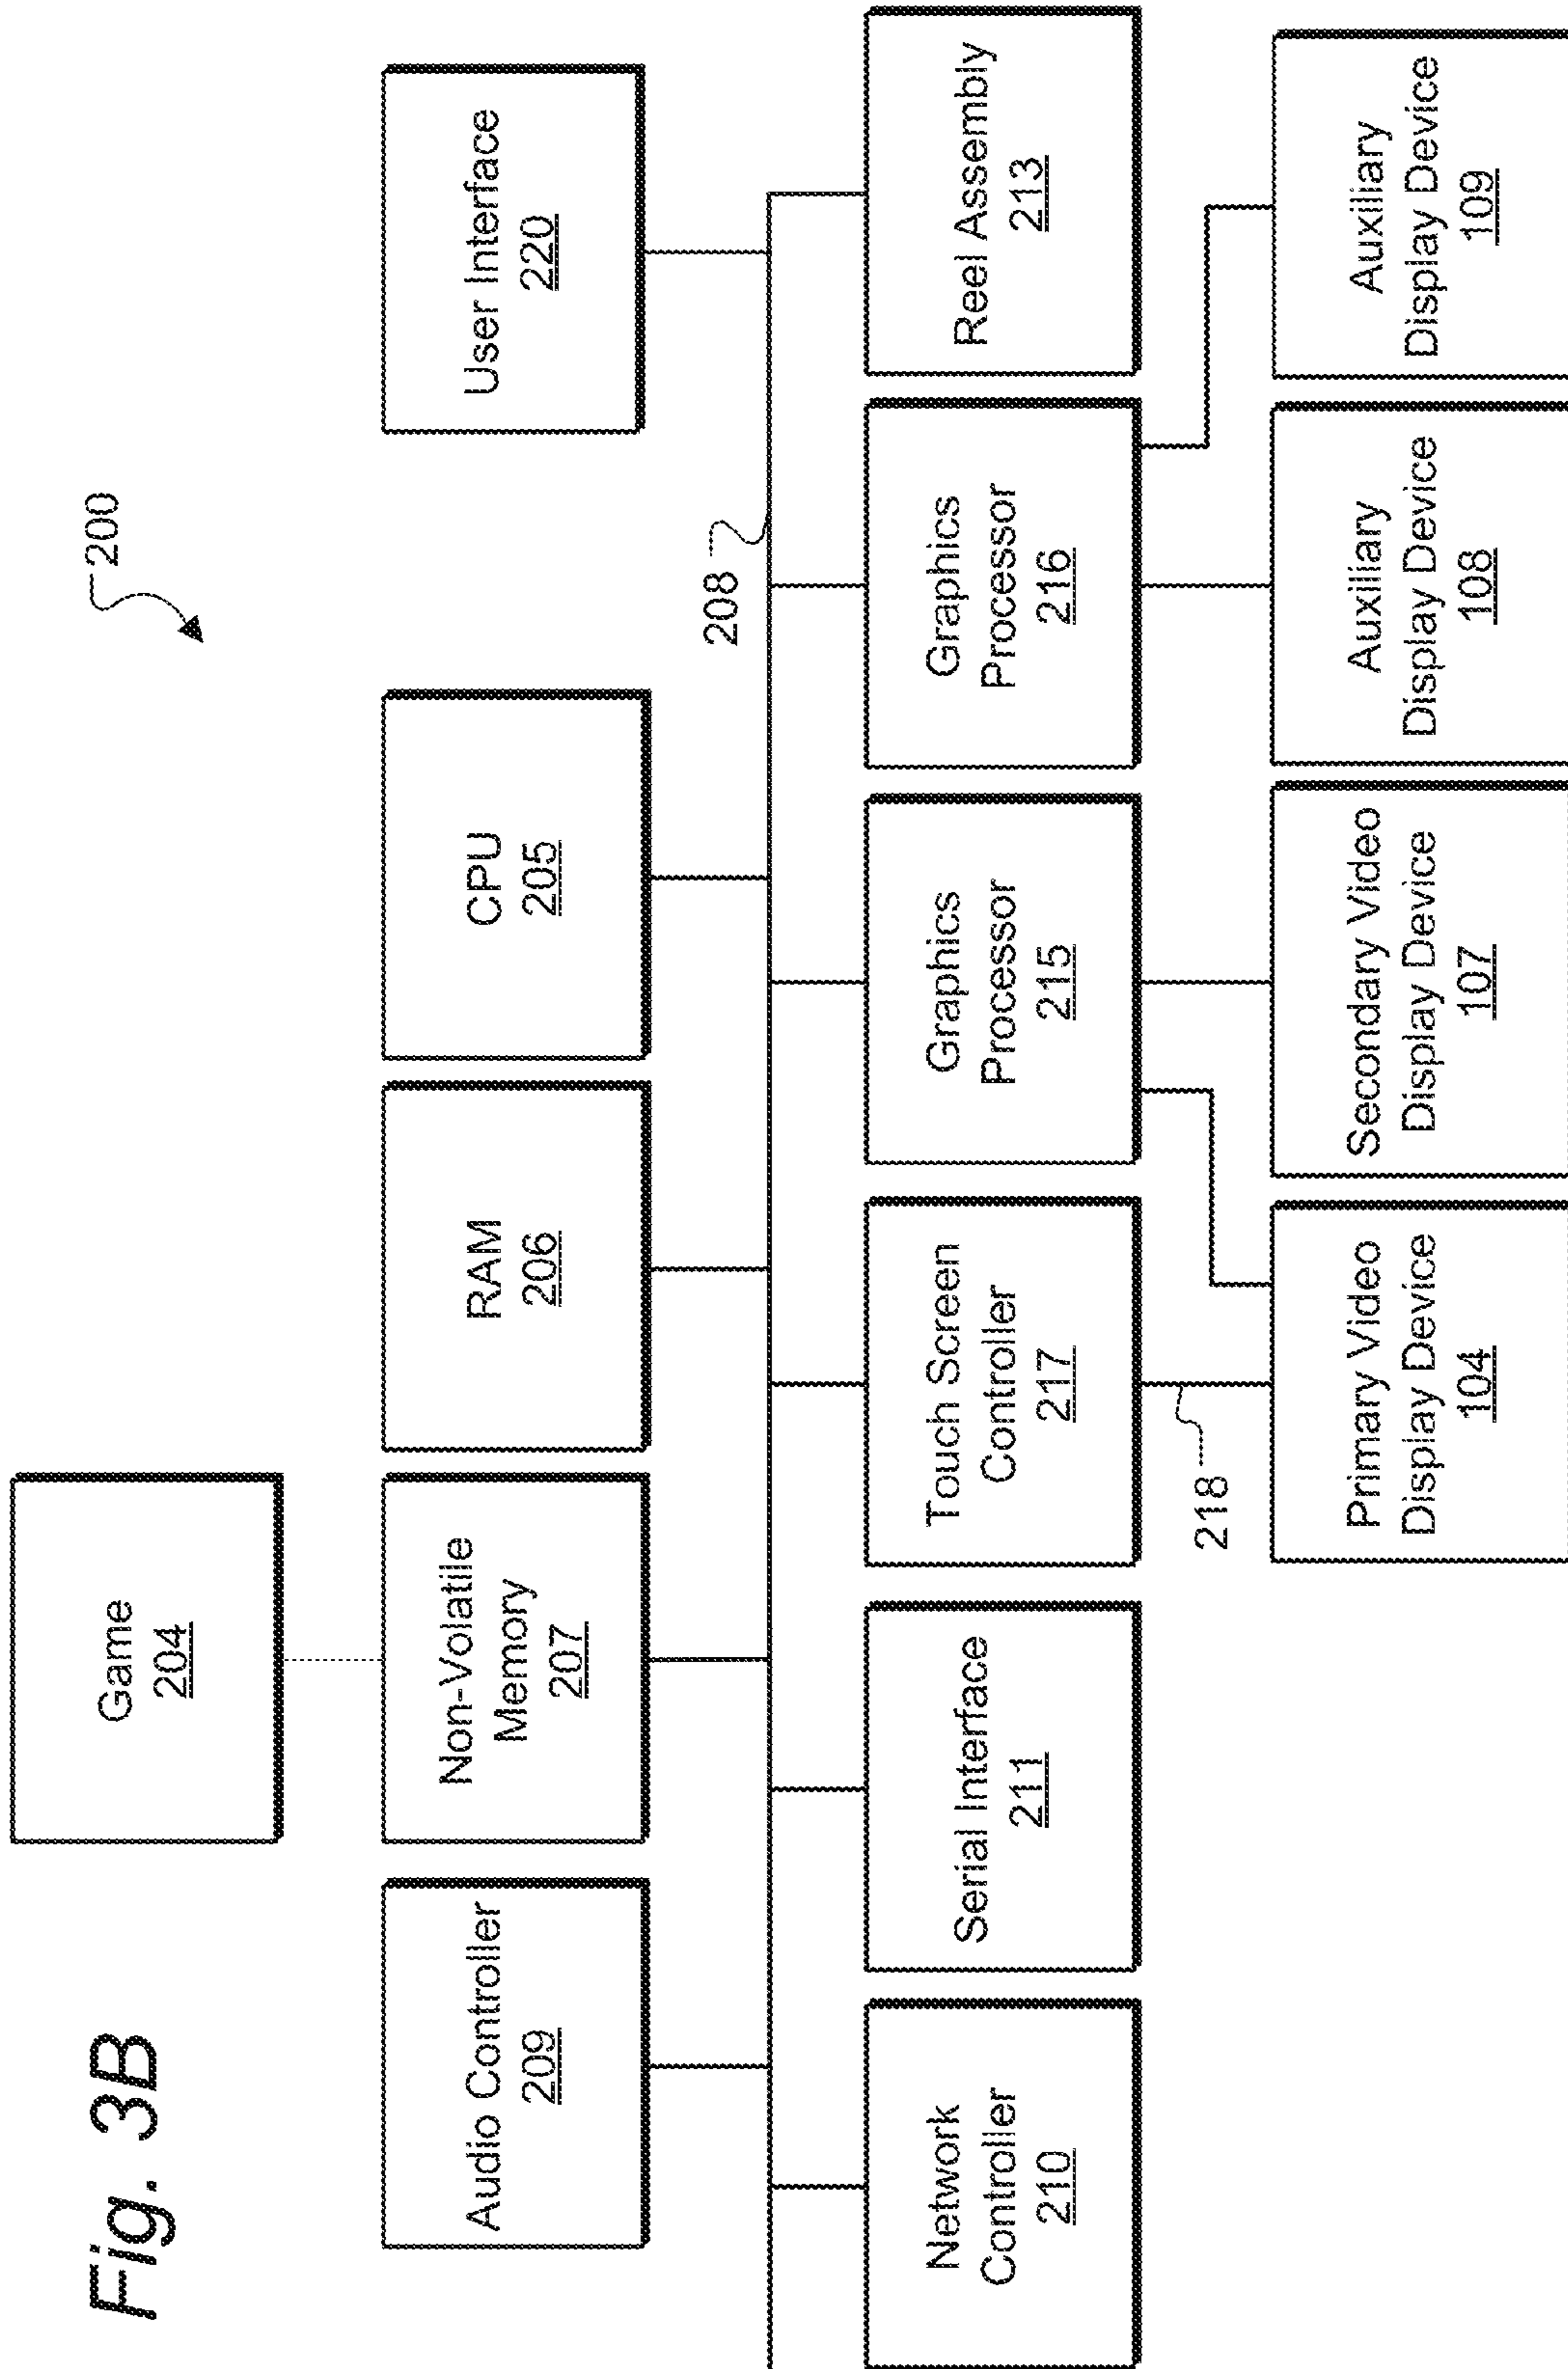 Fig. 3B
200
Game
204
Audio Controller
209
Non-Volatile
Memory
207
RAM
206
CPU
205
User Interface
220
208
Network
Controller
210
Serial Interface
211
Touch Screen
Controller
217
Graphics
Processor
215
Graphics
Processor
216
Reel Assembly
213
218
Primary Video
Display Device
104
Secondary Video
Display Device
107
Auxiliary
Display Device
108
Auxiliary
Display Device
109